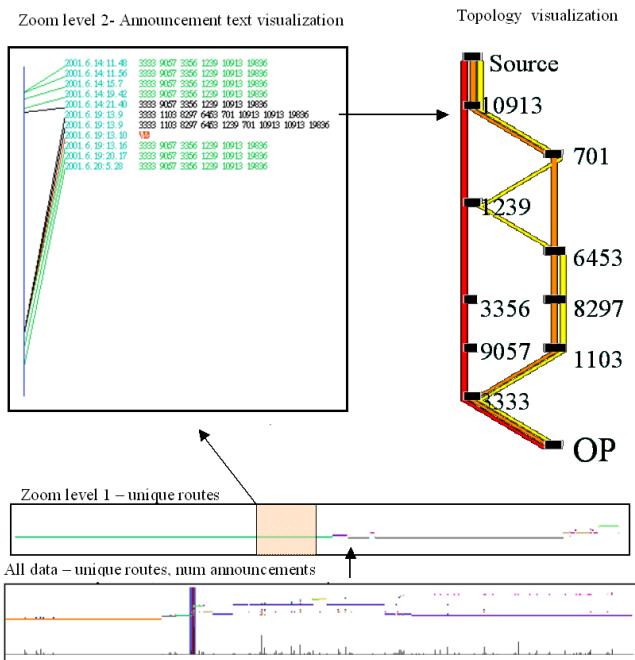 Zoom level 2- Announcement text visualization
Topology visualization
2001.6.14:11.48 3333 9057 3356 1239 10913 19836
2001.6.14:11.56 3333 9057 3356 1239 10913 19836
2001.6.14:15.7 3333 9057 3356 1239 10913 19836
2001.6.14:19.42 3333 9057 3356 1239 10913 19836
2001.6.14:21.40 3333 9057 3356 1239 10913 19836
2001.6.19:13.9 3333 1103 8297 6453 701 10913 10913 19836
2001.6.19:13.9 3333 1103 8297 6453 1239 701 10913 10913 19836
2001.6.19:13.10
2001.6.19:13.16 3333 9057 3356 1239 10913 19836
2001.6.19:20.17 3333 9057 3356 1239 10913 19836
2001.6.20:5.28 3333 9057 3356 1239 10913 19836
Source
10913
701
1239
6453
3356
8297
9057
1103
3333
OP
Zoom level 1 – unique routes
All data – unique routes, num announcements